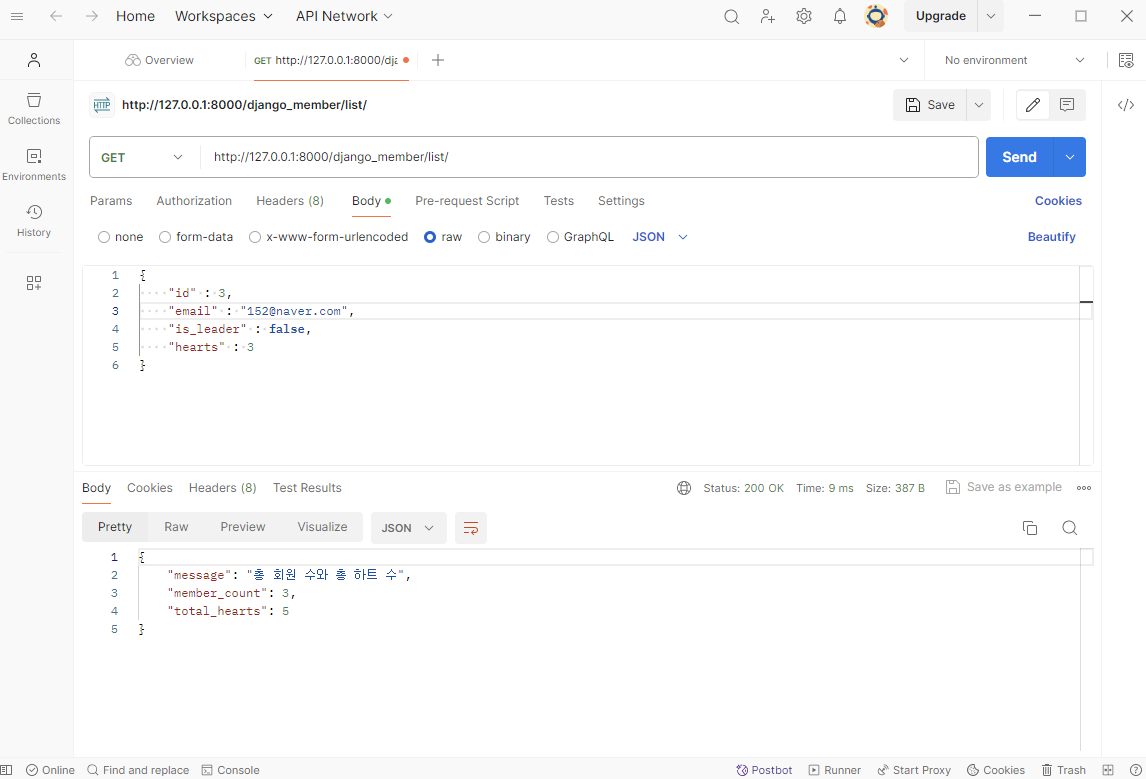 Home Workspaces API Network Upgrade
Overview GET http://127.0.0.1:8000/dja No environment
http://127.0.0.1:8000/django_member/list/ Save
HTTP
Collections
GET http://127.0.0.1:8000/django_member/list/ Send
Environments
Params Authorization Headers (8) Body Pre-request Script Tests Settings Cookies
History
none form-data x-www-form-urlencoded raw binary GraphQL JSON Beautify
1 {
2 "id" : 3,
3 "email" : "152@naver.com",
4 "is_leader" : false,
5 "hearts" : 3
6 }
Body Cookies Headers (8) Test Results Status: 200 OK Time: 9 ms Size: 387 B Save as example
Pretty Raw Preview Visualize JSON
1 {
2 "message": "총 회원 수와 총 하트 수",
3 "member_count": 3,
4 "total_hearts": 5
5 }
Online Find and replace Console Postbot Runner Start Proxy Cookies Trash